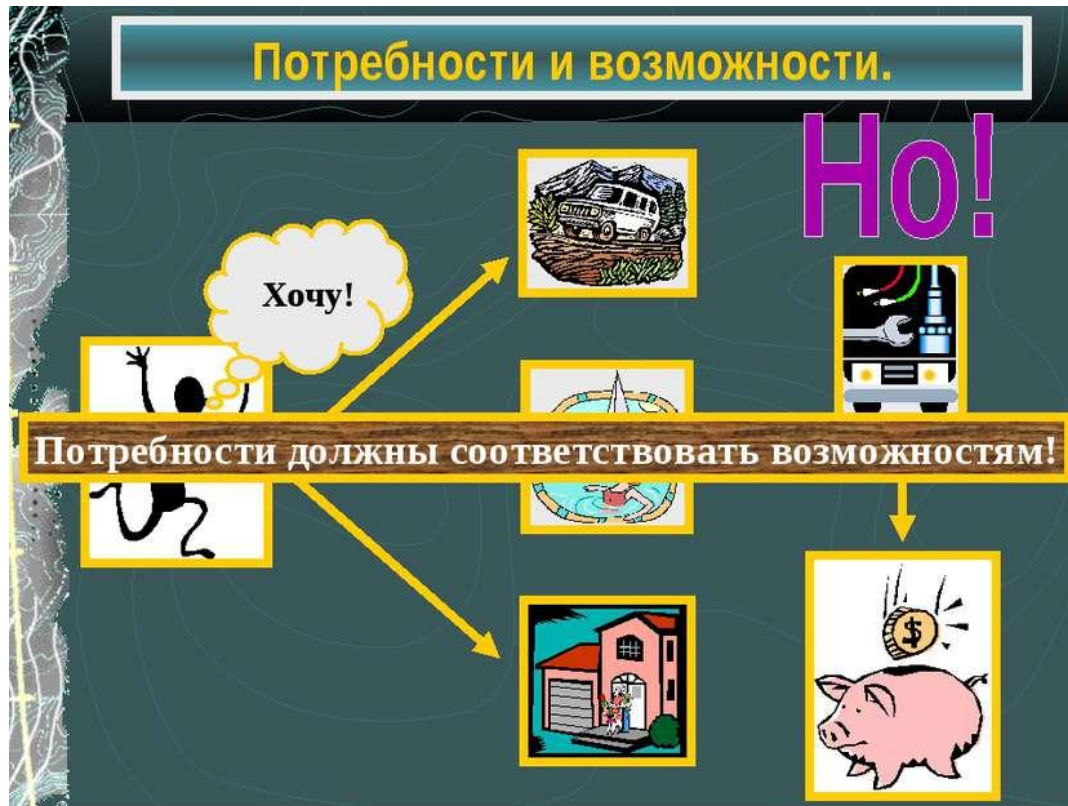 Потребности и возможности.
Но!
Хочу!
Потребности должны соответствовать возможностям!
$